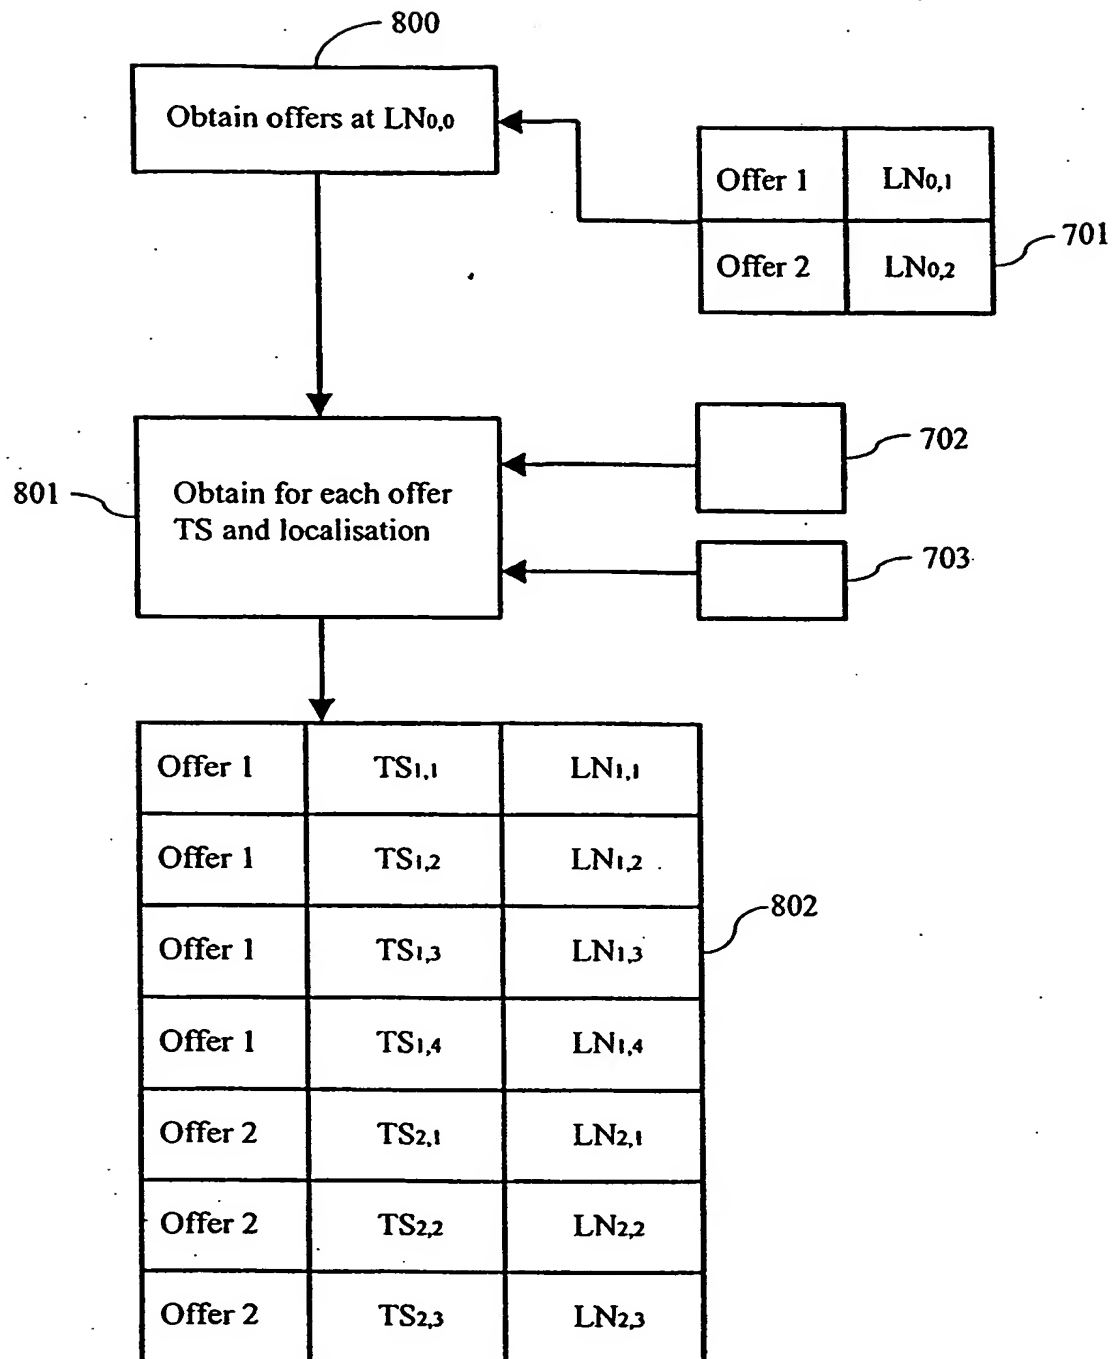 800
Obtain offers at LN0,0
Offer 1 LN0,1
701
Offer 2 LN0,2
702
801
Obtain for each offer
TS and localisation
703
Offer 1 TS1,1 LN1,1
Offer 1 TS1,2 LN1,2
802
Offer 1 TS1,3 LN1,3
Offer 1 TS1,4 LN1,4
Offer 2 TS2,1 LN2,1
Offer 2 TS2,2 LN2,2
Offer 2 TS2,3 LN2,3